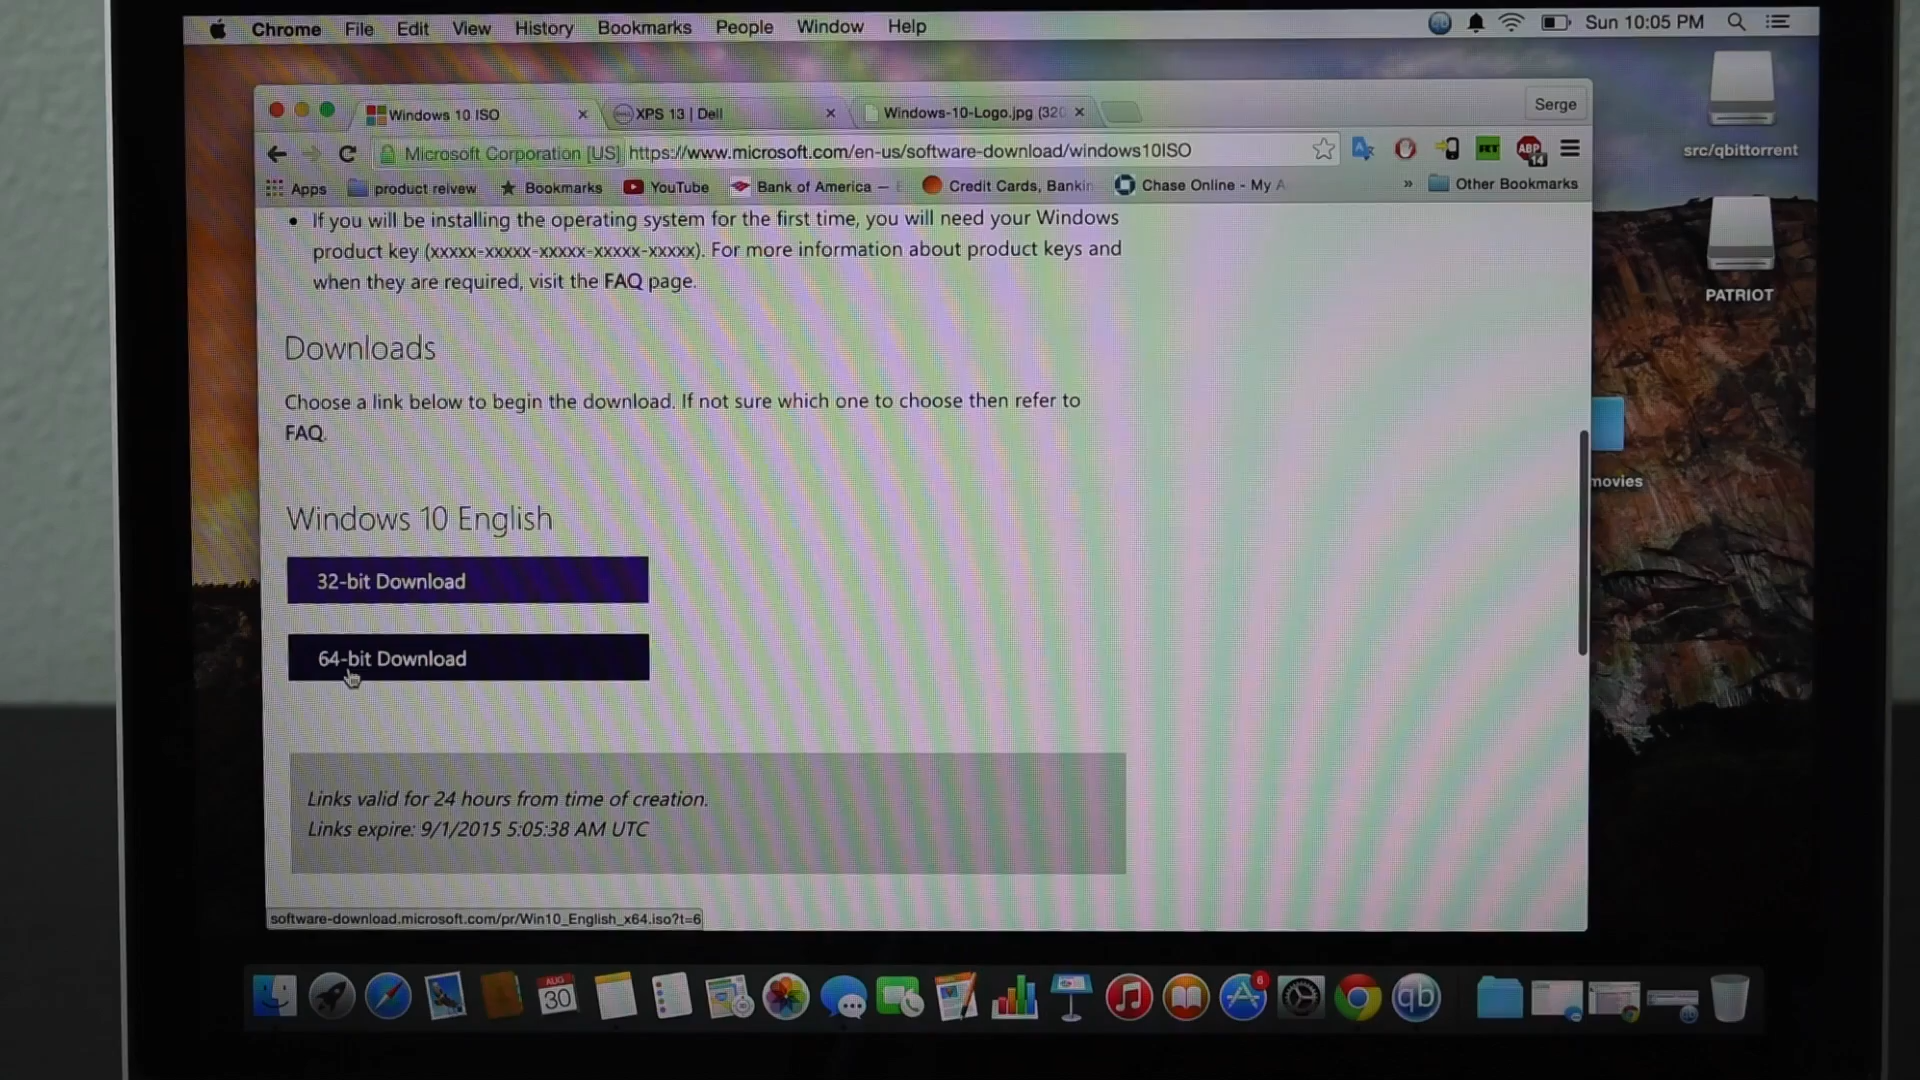 Chrome File Edit View History Bookmarks People Window Help Sun 10:05 PM
Windows 10 ISO XPS 13 | Dell Windows-10-Logo.jpg (320 Serge
Microsoft Corporation [US] https://www.microsoft.com/en-us/software-download/windows10ISO
ABP 14
Apps product reivew Bookmarks YouTube Bank of America — E Credit Cards, Bankin Chase Online - My A » Other Bookmarks
src/qbittorrent
PATRIOT
movies
• If you will be installing the operating system for the first time, you will need your Windows
product key (xxxxx-xxxxx-xxxxx-xxxxx-xxxxx). For more information about product keys and
when they are required, visit the FAQ page.
Downloads
Choose a link below to begin the download. If not sure which one to choose then refer to
FAQ.
Windows 10 English
32-bit Download
64-bit Download
Links valid for 24 hours from time of creation.
Links expire: 9/1/2015 5:05:38 AM UTC
software-download.microsoft.com/pr/Win10_English_x64.iso?t=6
AUG
30
6
qb